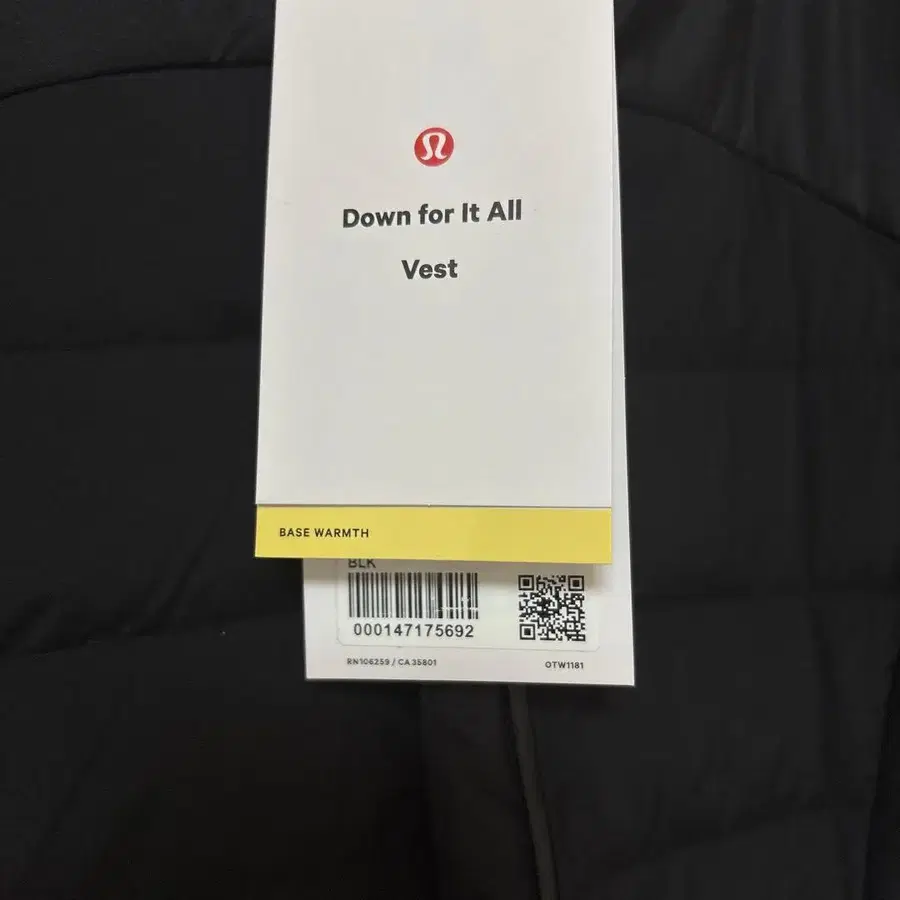 Down for It All
Vest
BASE WARMTH
BLK
000147175692
RN106259 / CA35801
OTW1181